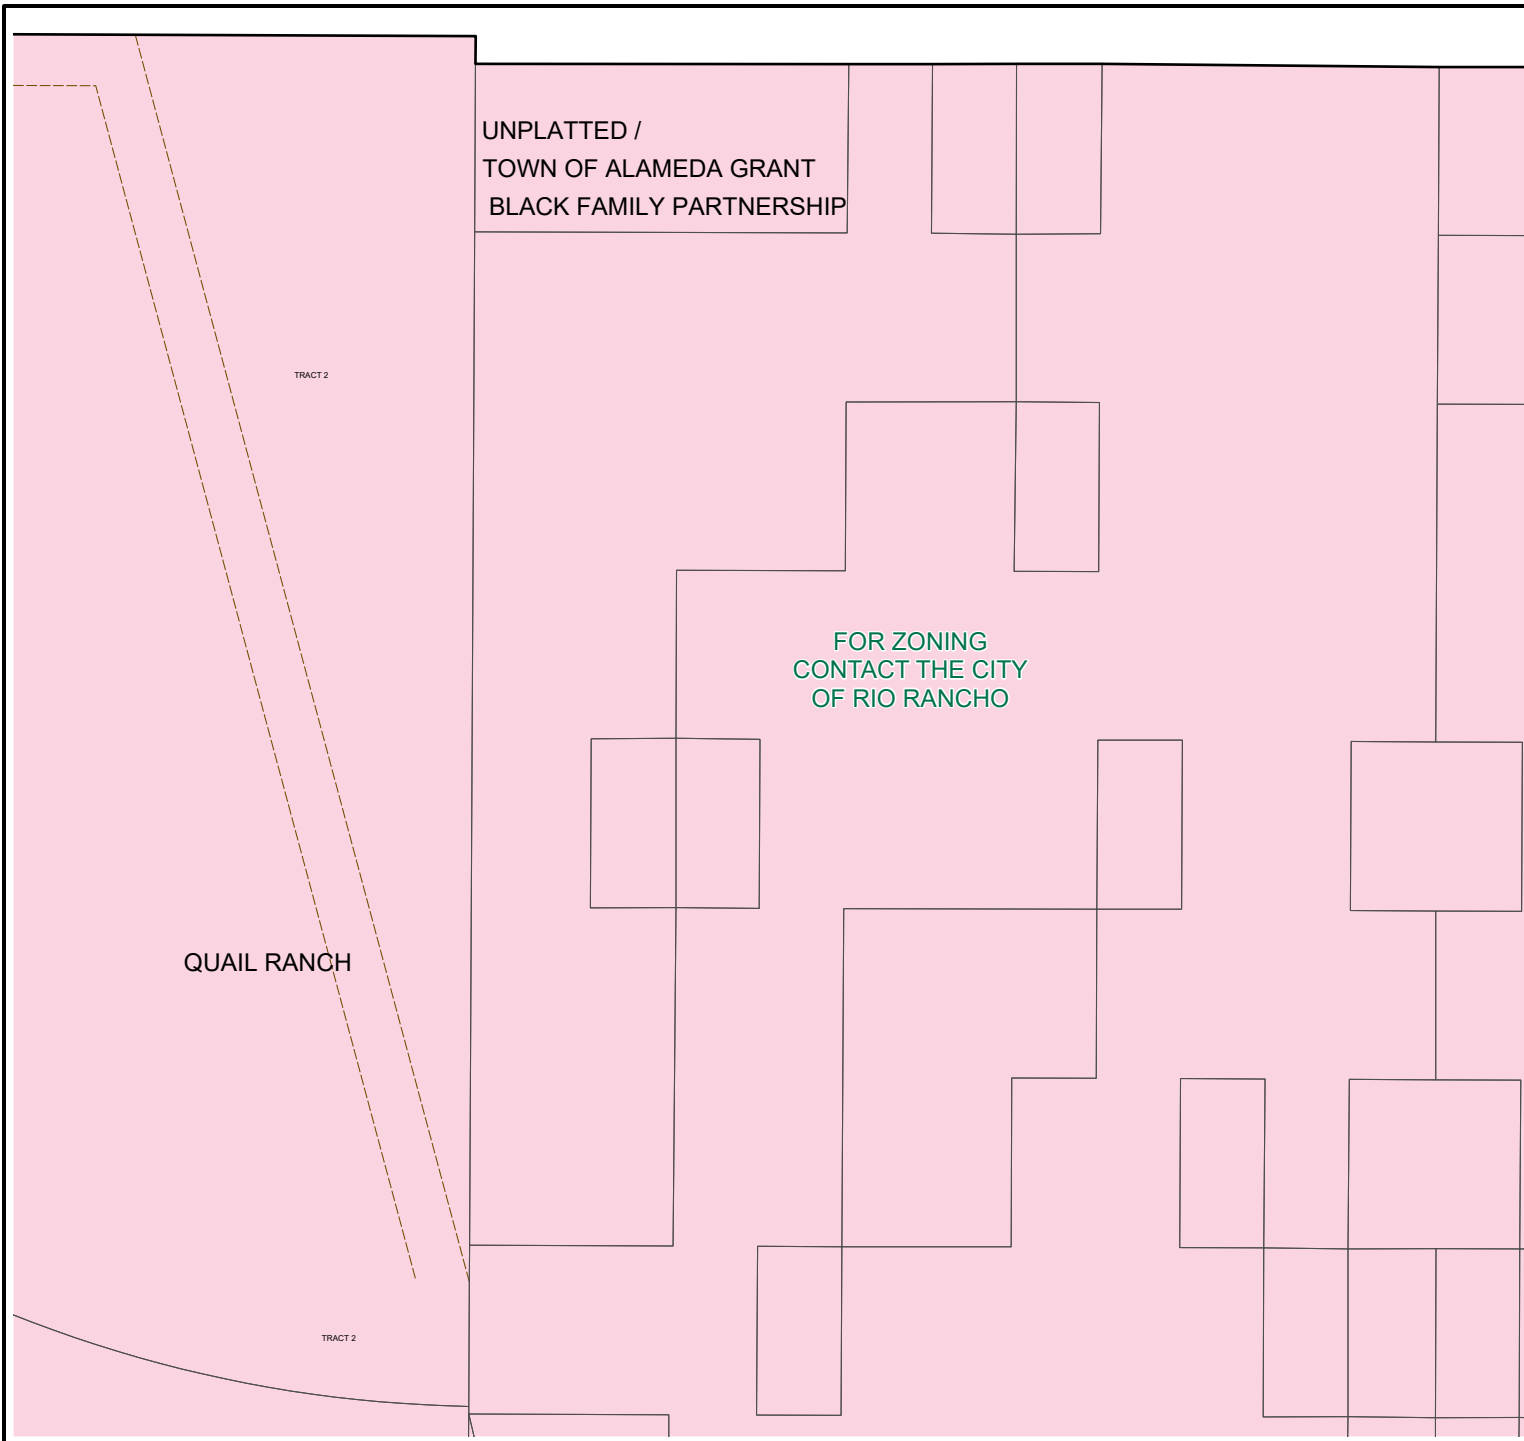 UNPLATTED /
TOWN OF ALAMEDA GRANT
BLACK FAMILY PARTNERSHIP
TRACT 2
FOR ZONING
CONTACT THE CITY
OF RIO RANCHO
QUAIL RANCH
TRACT 2